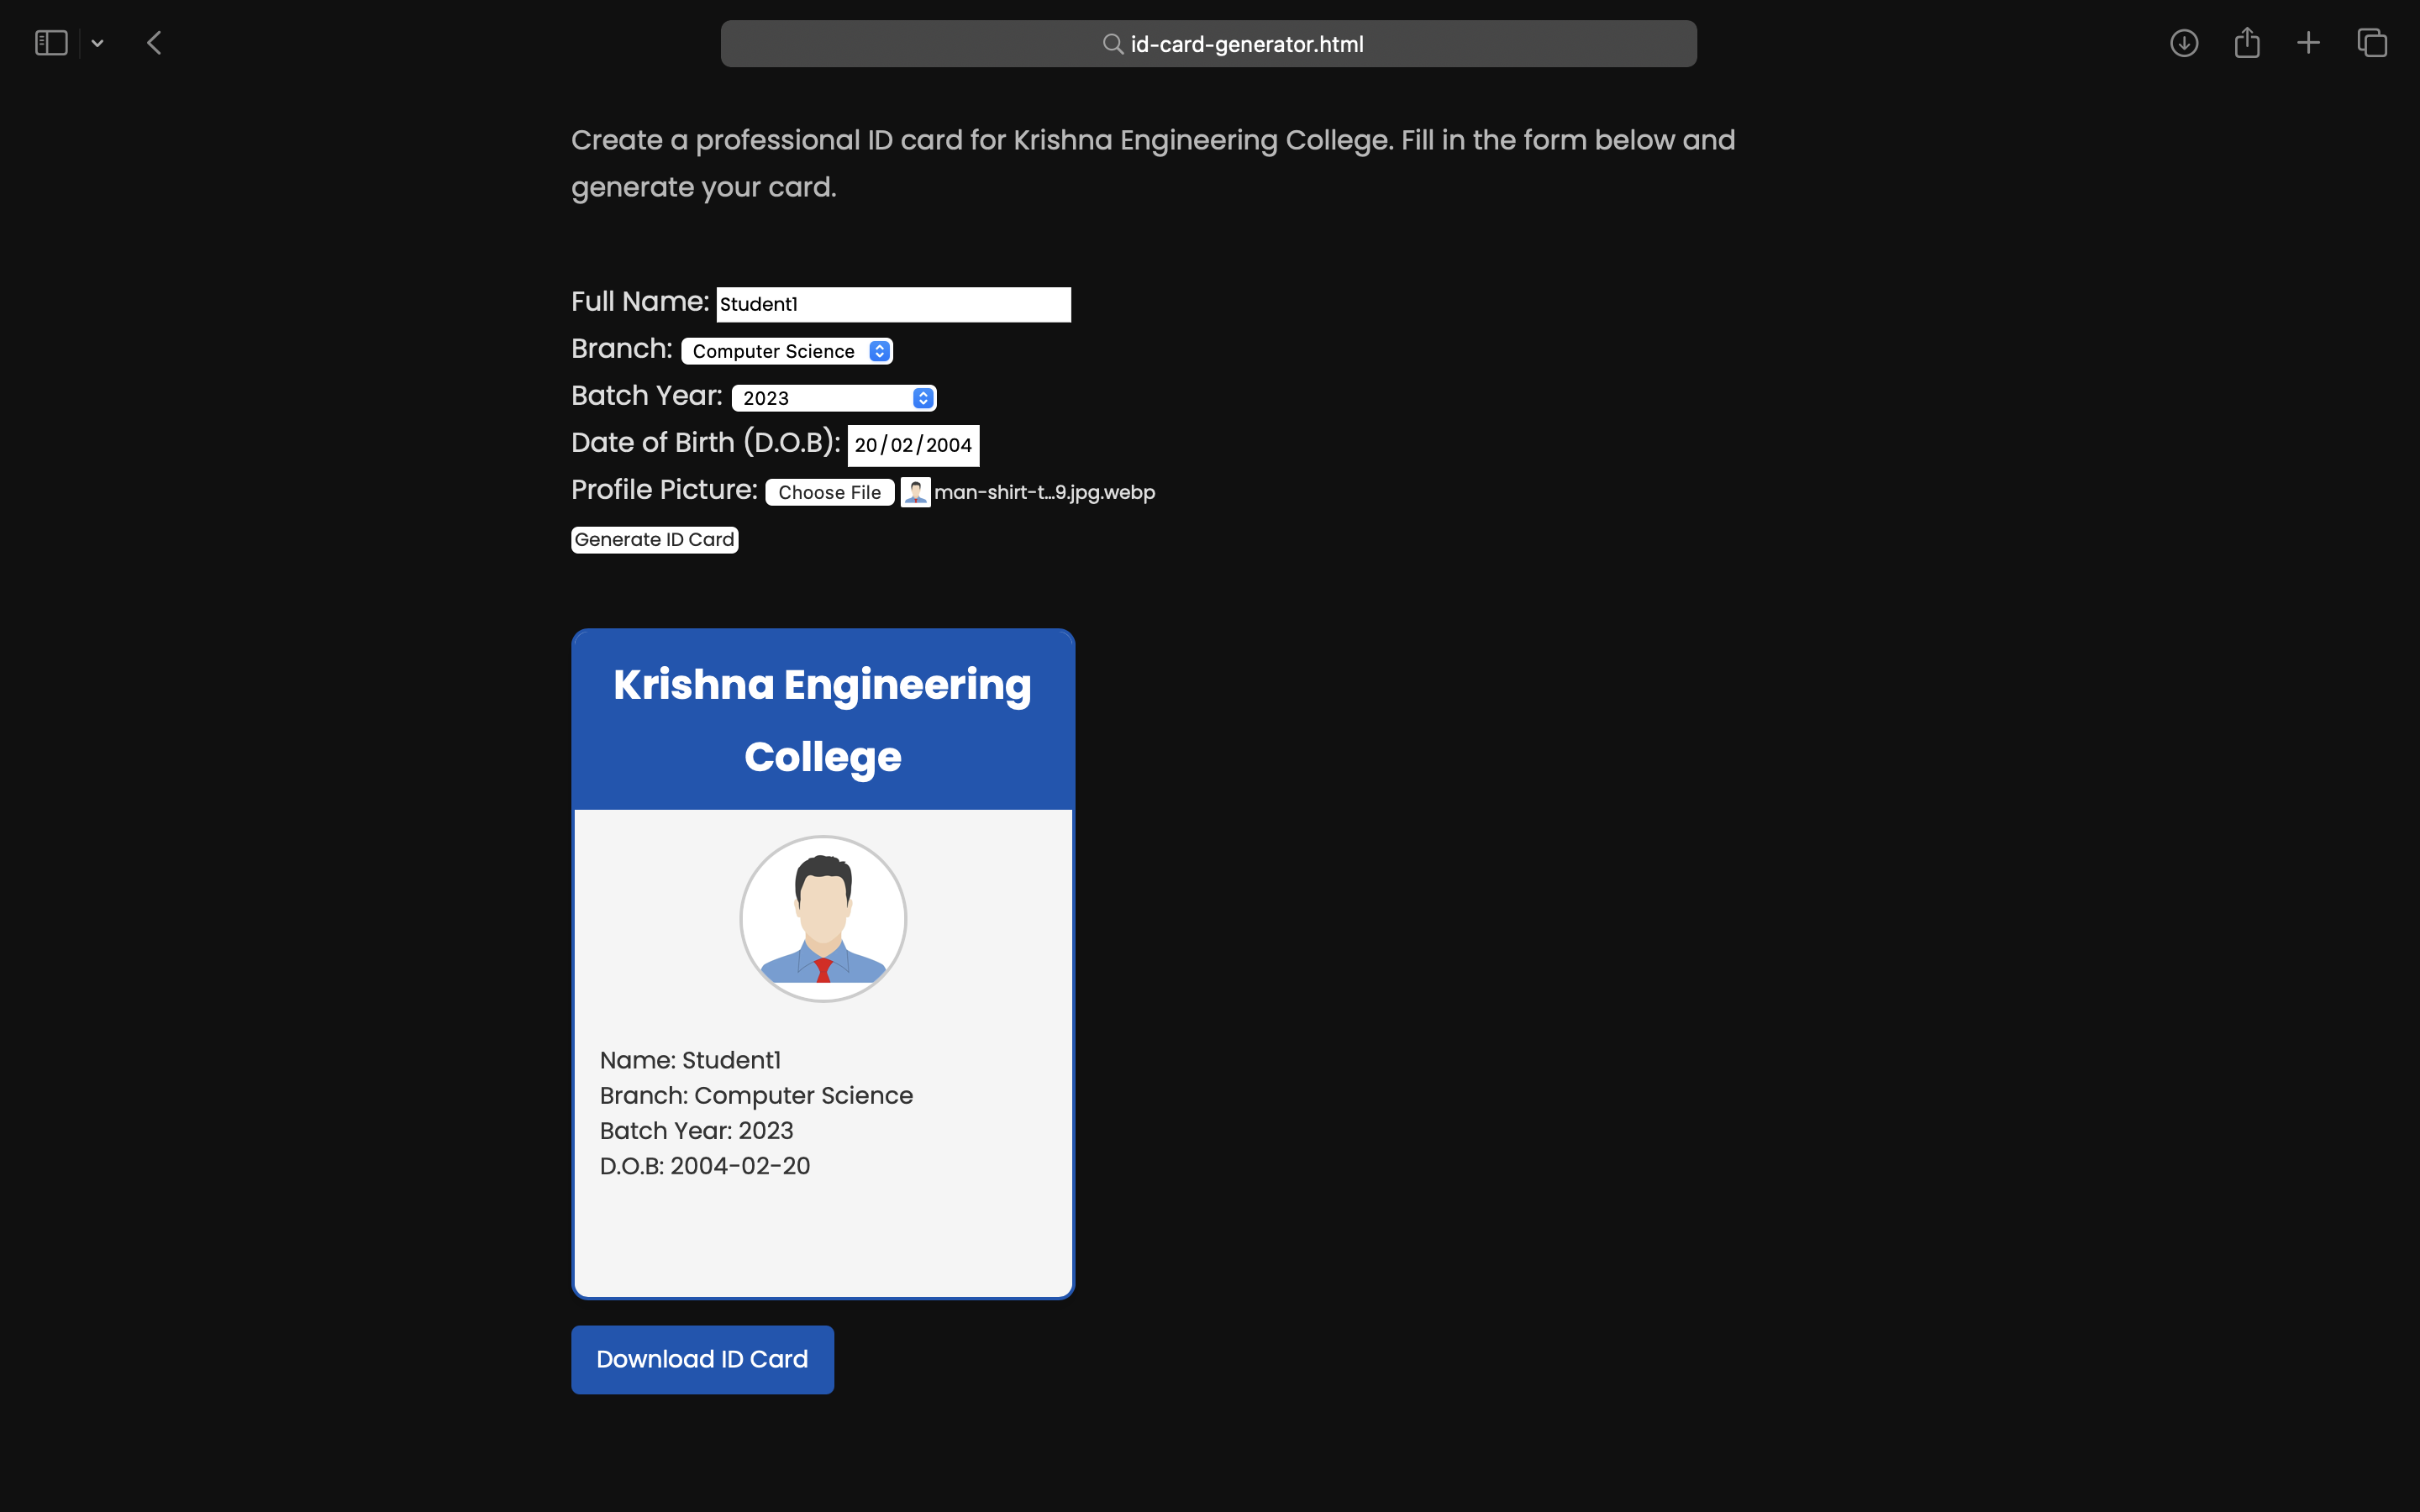 id-card-generator.html
Create a professional ID card for Krishna Engineering College. Fill in the form below and
generate your card.
Full Name: Student1
Branch: Computer Science
Batch Year: 2023
Date of Birth (D.O.B): 20/02/2004
Profile Picture: Choose File man-shirt-t...9.jpg.webp
Generate ID Card
Krishna Engineering
College
Name: Student1
Branch: Computer Science
Batch Year: 2023
D.O.B: 2004-02-20
Download ID Card